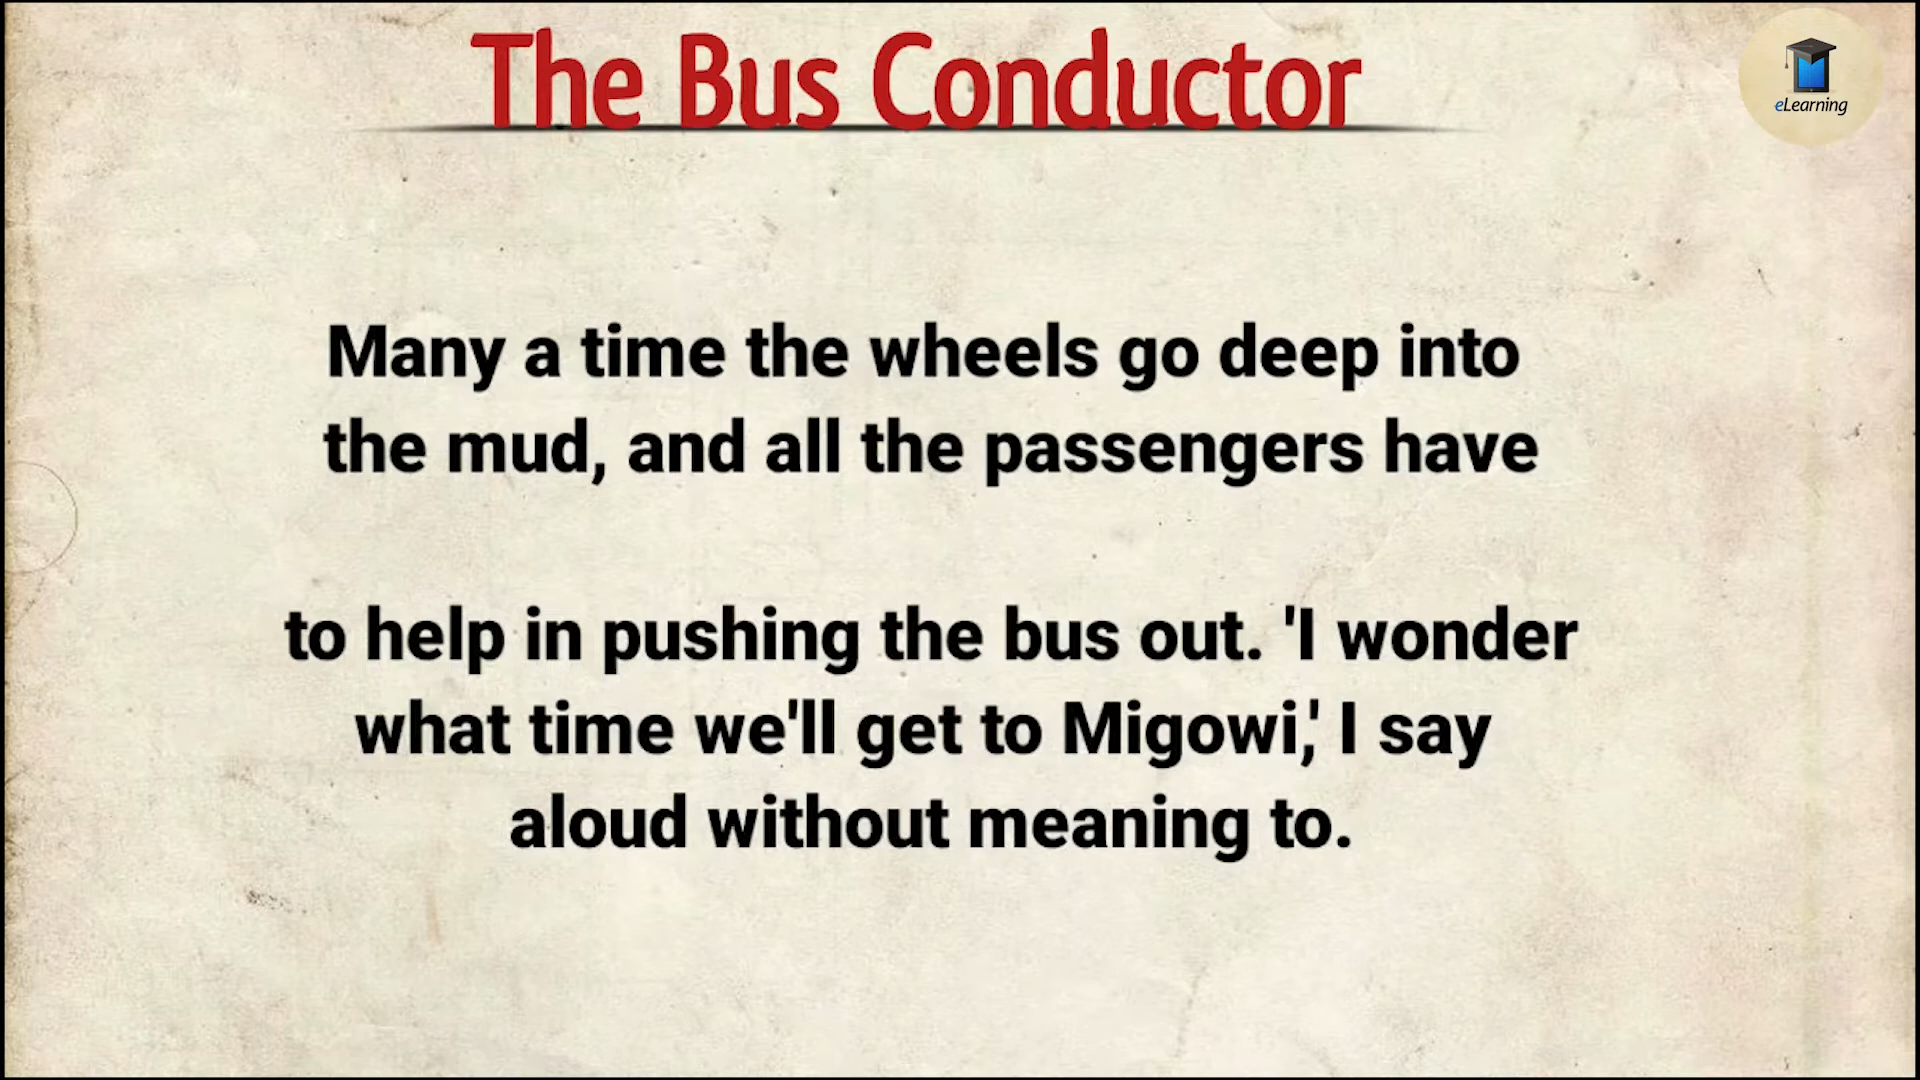 The Bus Conductor
eLearning
Many a time the wheels go deep into
the mud, and all the passengers have
to help in pushing the bus out. 'I wonder
what time we'll get to Migowi,' I say
aloud without meaning to.